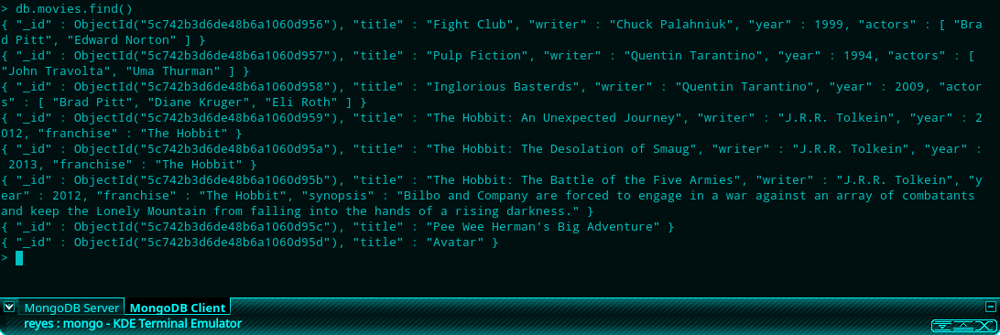 > db.movies.find()
{ "_id" : ObjectId("5c742b3d6de48b6a1060d956"), "title" : "Fight Club", "writer" : "Chuck Palahniuk", "year" : 1999, "actors" : [ "Bra
d Pitt", "Edward Norton" ] }
{ "_id" : ObjectId("5c742b3d6de48b6a1060d957"), "title" : "Pulp Fiction", "writer" : "Quentin Tarantino", "year" : 1994, "actors" : [
"John Travolta", "Uma Thurman" ] }
{ "_id" : ObjectId("5c742b3d6de48b6a1060d958"), "title" : "Inglorious Basterds", "writer" : "Quentin Tarantino", "year" : 2009, "actor
s" : [ "Brad Pitt", "Diane Kruger", "Eli Roth" ] }
{ "_id" : ObjectId("5c742b3d6de48b6a1060d959"), "title" : "The Hobbit: An Unexpected Journey", "writer" : "J.R.R. Tolkein", "year" : 2
012, "franchise" : "The Hobbit" }
{ "_id" : ObjectId("5c742b3d6de48b6a1060d95a"), "title" : "The Hobbit: The Desolation of Smaug", "writer" : "J.R.R. Tolkein", "year" :
 2013, "franchise" : "The Hobbit" }
{ "_id" : ObjectId("5c742b3d6de48b6a1060d95b"), "title" : "The Hobbit: The Battle of the Five Armies", "writer" : "J.R.R. Tolkein", "y
ear" : 2012, "franchise" : "The Hobbit", "synopsis" : "Bilbo and Company are forced to engage in a war against an array of combatants
and keep the Lonely Mountain from falling into the hands of a rising darkness." }
{ "_id" : ObjectId("5c742b3d6de48b6a1060d95c"), "title" : "Pee Wee Herman's Big Adventure" }
{ "_id" : ObjectId("5c742b3d6de48b6a1060d95d"), "title" : "Avatar" }
>
MongoDB Server MongoDB Client
reyes : mongo - KDE Terminal Emulator